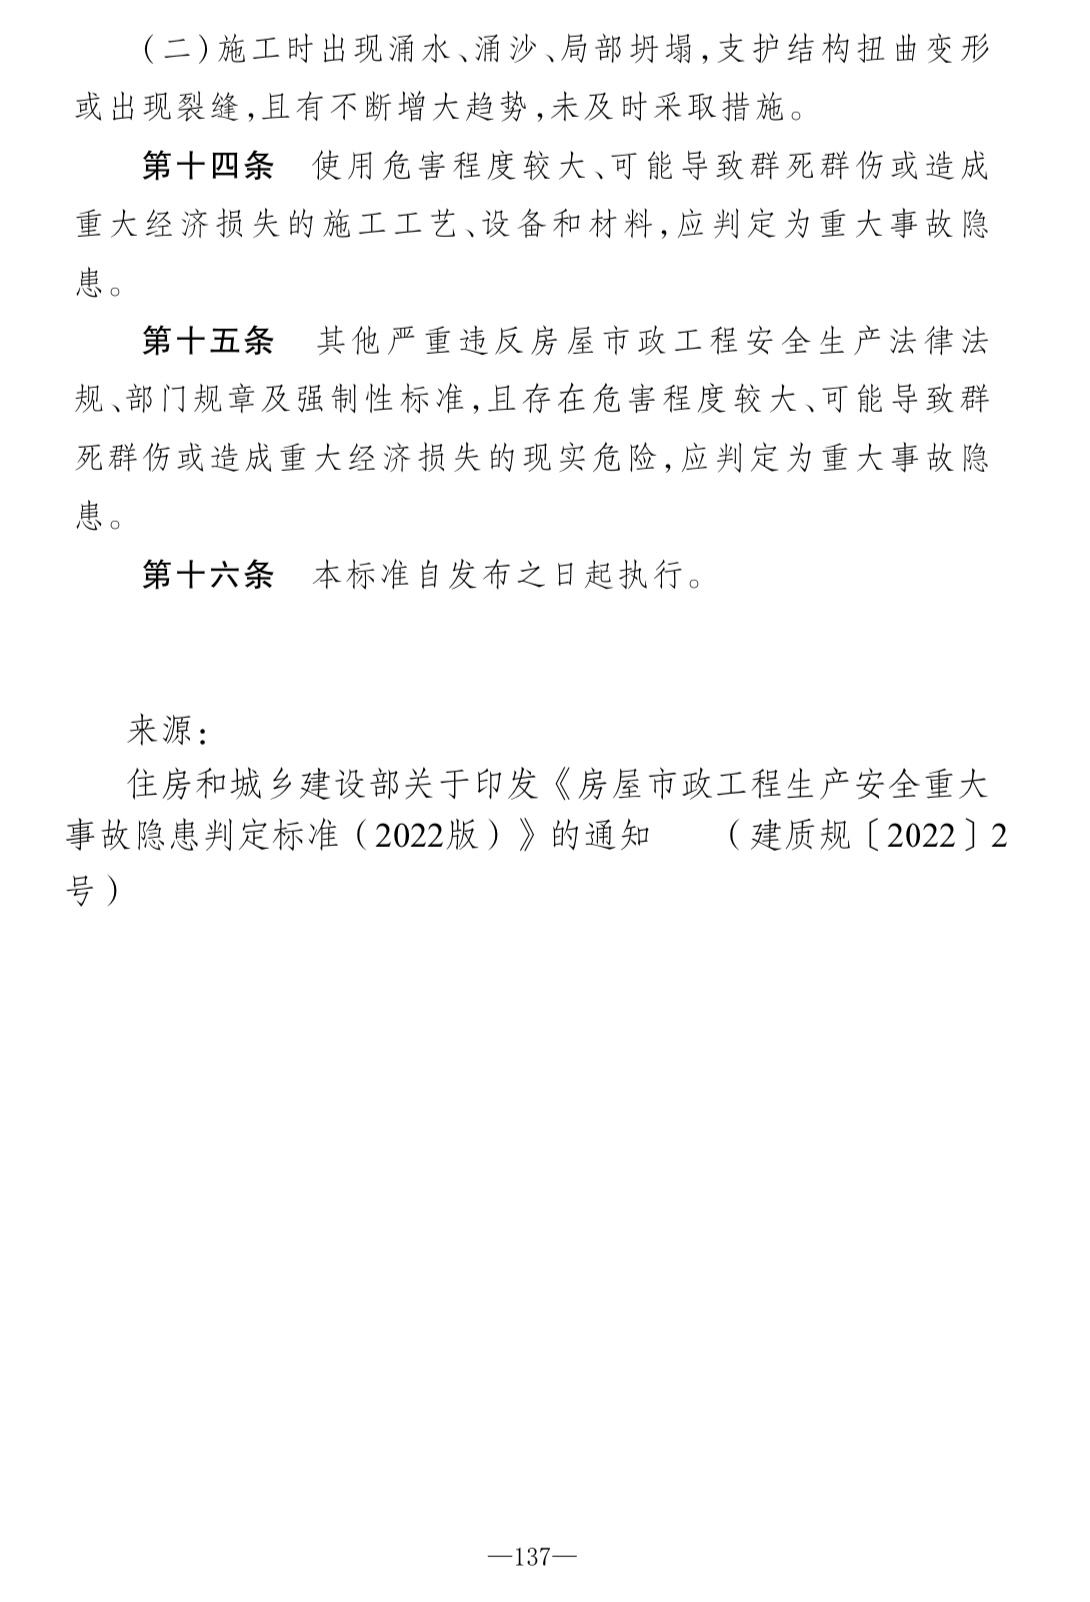 (二)施工时出现涌水、涌沙、局部坍塌,支护结构扭曲变形
或出现裂缝,且有不断增大趋势,未及时采取措施。
第十四条　使用危害程度较大、可能导致群死群伤或造成
重大经济损失的施工工艺、设备和材料,应判定为重大事故隐
患。
第十五条　其他严重违反房屋市政工程安全生产法律法
规、部门规章及强制性标准,且存在危害程度较大、可能导致群
死群伤或造成重大经济损失的现实危险,应判定为重大事故隐
患。
第十六条　本标准自发布之日起执行。
来源:
住房和城乡建设部关于印发《房屋市政工程生产安全重大
事故隐患判定标准（2022版）》的通知　　（建质规〔2022〕2
号）
—137—